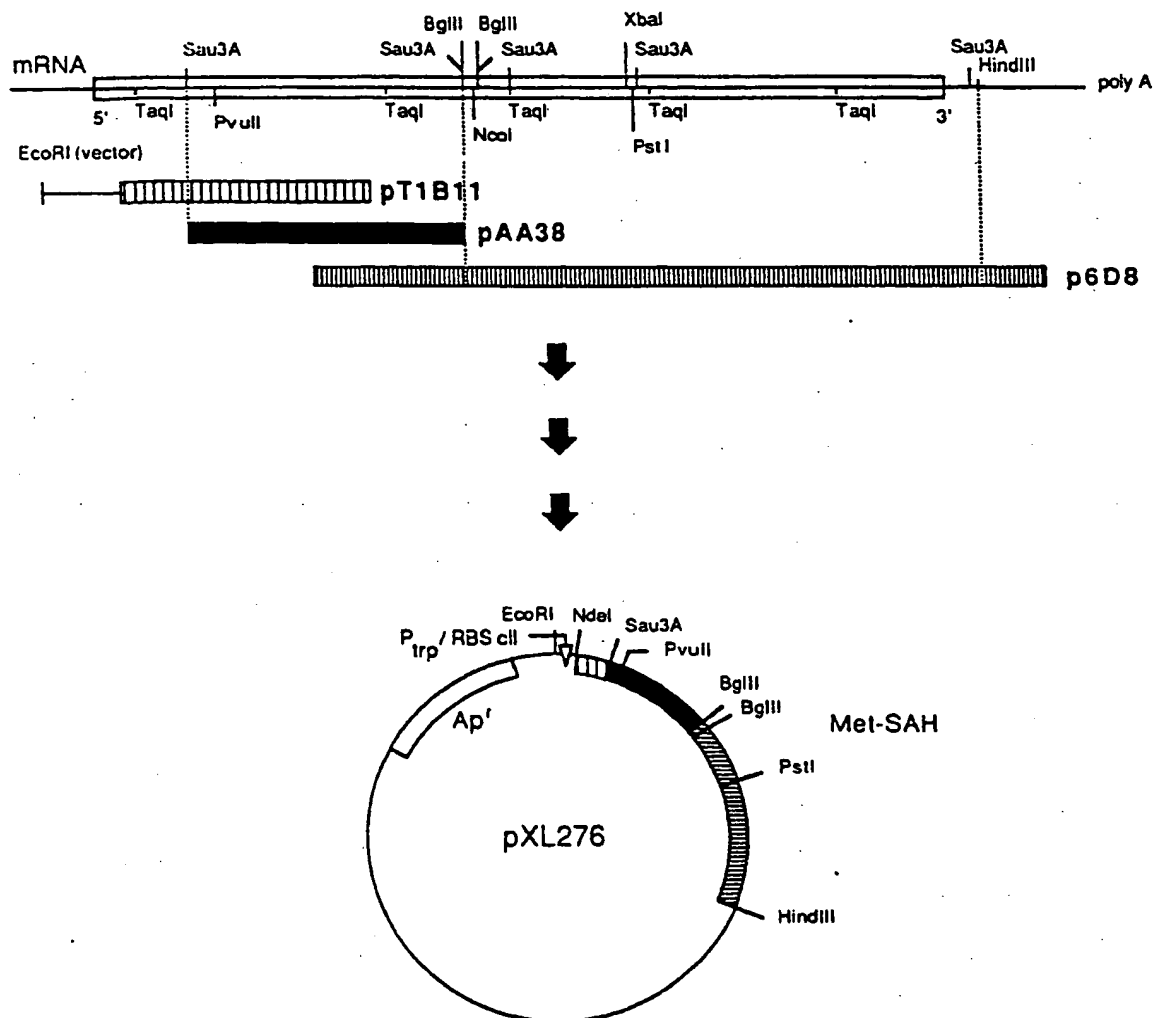 BglII BglII XbaI
Sau3A Sau3A Sau3A Sau3A Sau3A
mRNA HindIII
poly A
5' TaqI PvuII TaqI NcoI TaqI PstI TaqI TaqI 3'
EcoRI (vector)
pT1B11
pAA38
p6D8
EcoRI NdeI
Ptrp / RBS cII
Sau3A
PvuII
BglII
BglII
Apr
Met-SAH
PstI
pXL276
HindIII